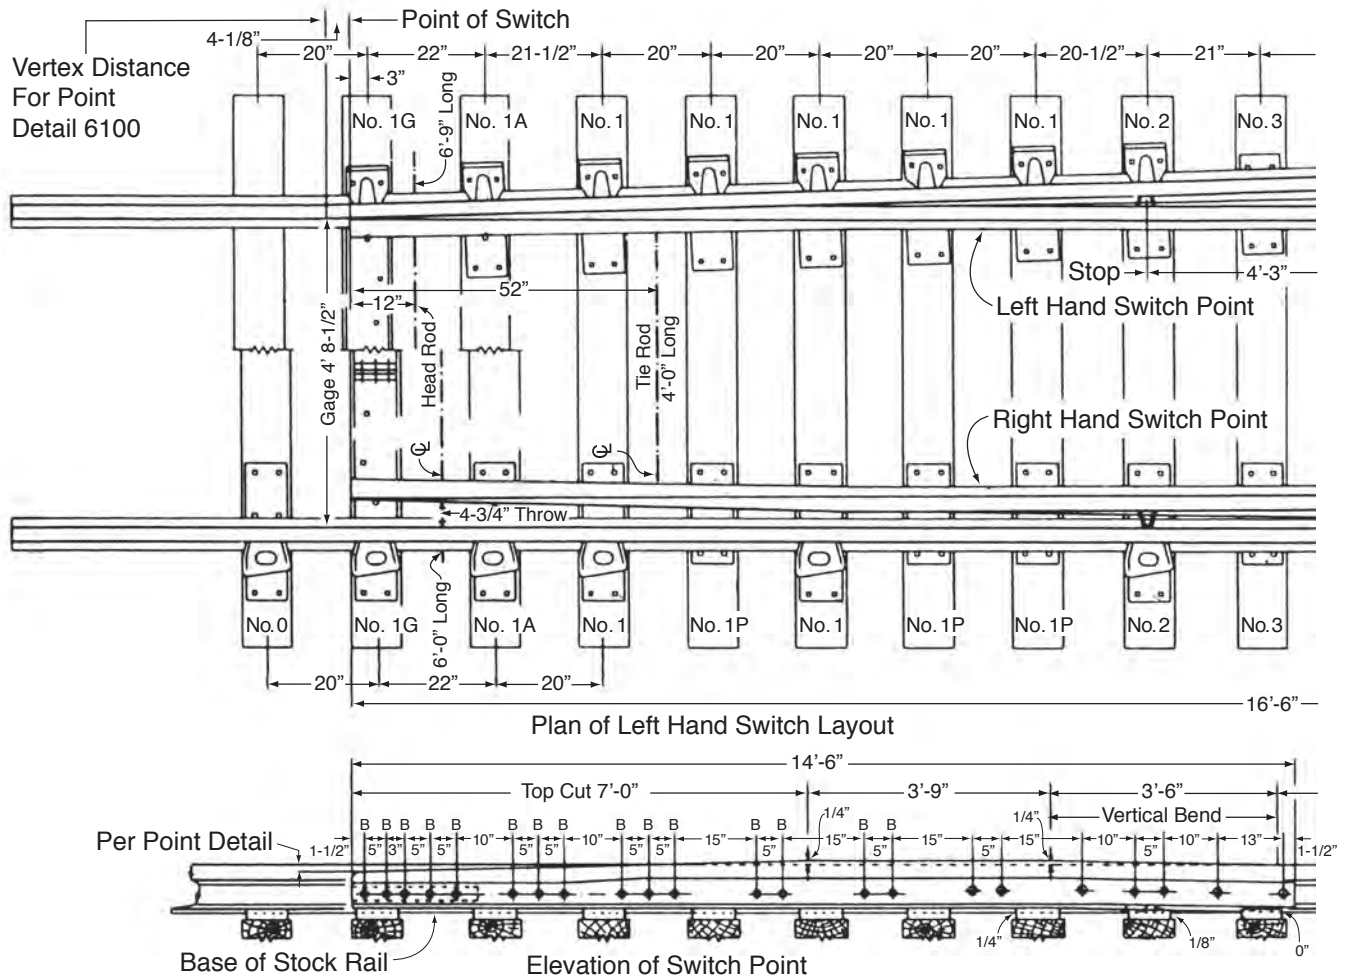 Point of Switch
4-1/8”
20” 22” 21-1/2” 20” 20” 20” 20” 20-1/2” 21”
Vertex Distance
For Point
Detail 6100
3”
6’-9” Long
No. 1G No. 1A No. 1 No. 1 No. 1 No. 1 No. 1 No. 2 No. 3
Stop 4’-3”
52”
12”
Left Hand Switch Point
Gage 4’ 8-1/2”
Head Rod
Tie Rod
4’-0” Long
Right Hand Switch Point
℄ ℄
4-3/4” Throw
6’-0” Long
No. 0 No. 1G No. 1A No. 1 No. 1P No. 1 No. 1P No. 1P No. 2 No. 3
20” 22” 20”
16’-6”
Plan of Left Hand Switch Layout
14’-6”
Top Cut 7’-0” 3’-9” 3’-6”
Vertical Bend
1/4” 1/4”
B B B B B B B B B B B B B B B
Per Point Detail
1-1/2” 5” 3” 5” 5” 10” 5” 5” 10” 5” 5” 15” 5” 15” 5” 15” 5” 15” 10” 5” 10” 13” 1-1/2”
1/4” 1/8” 0”
Base of Stock Rail
Elevation of Switch Point